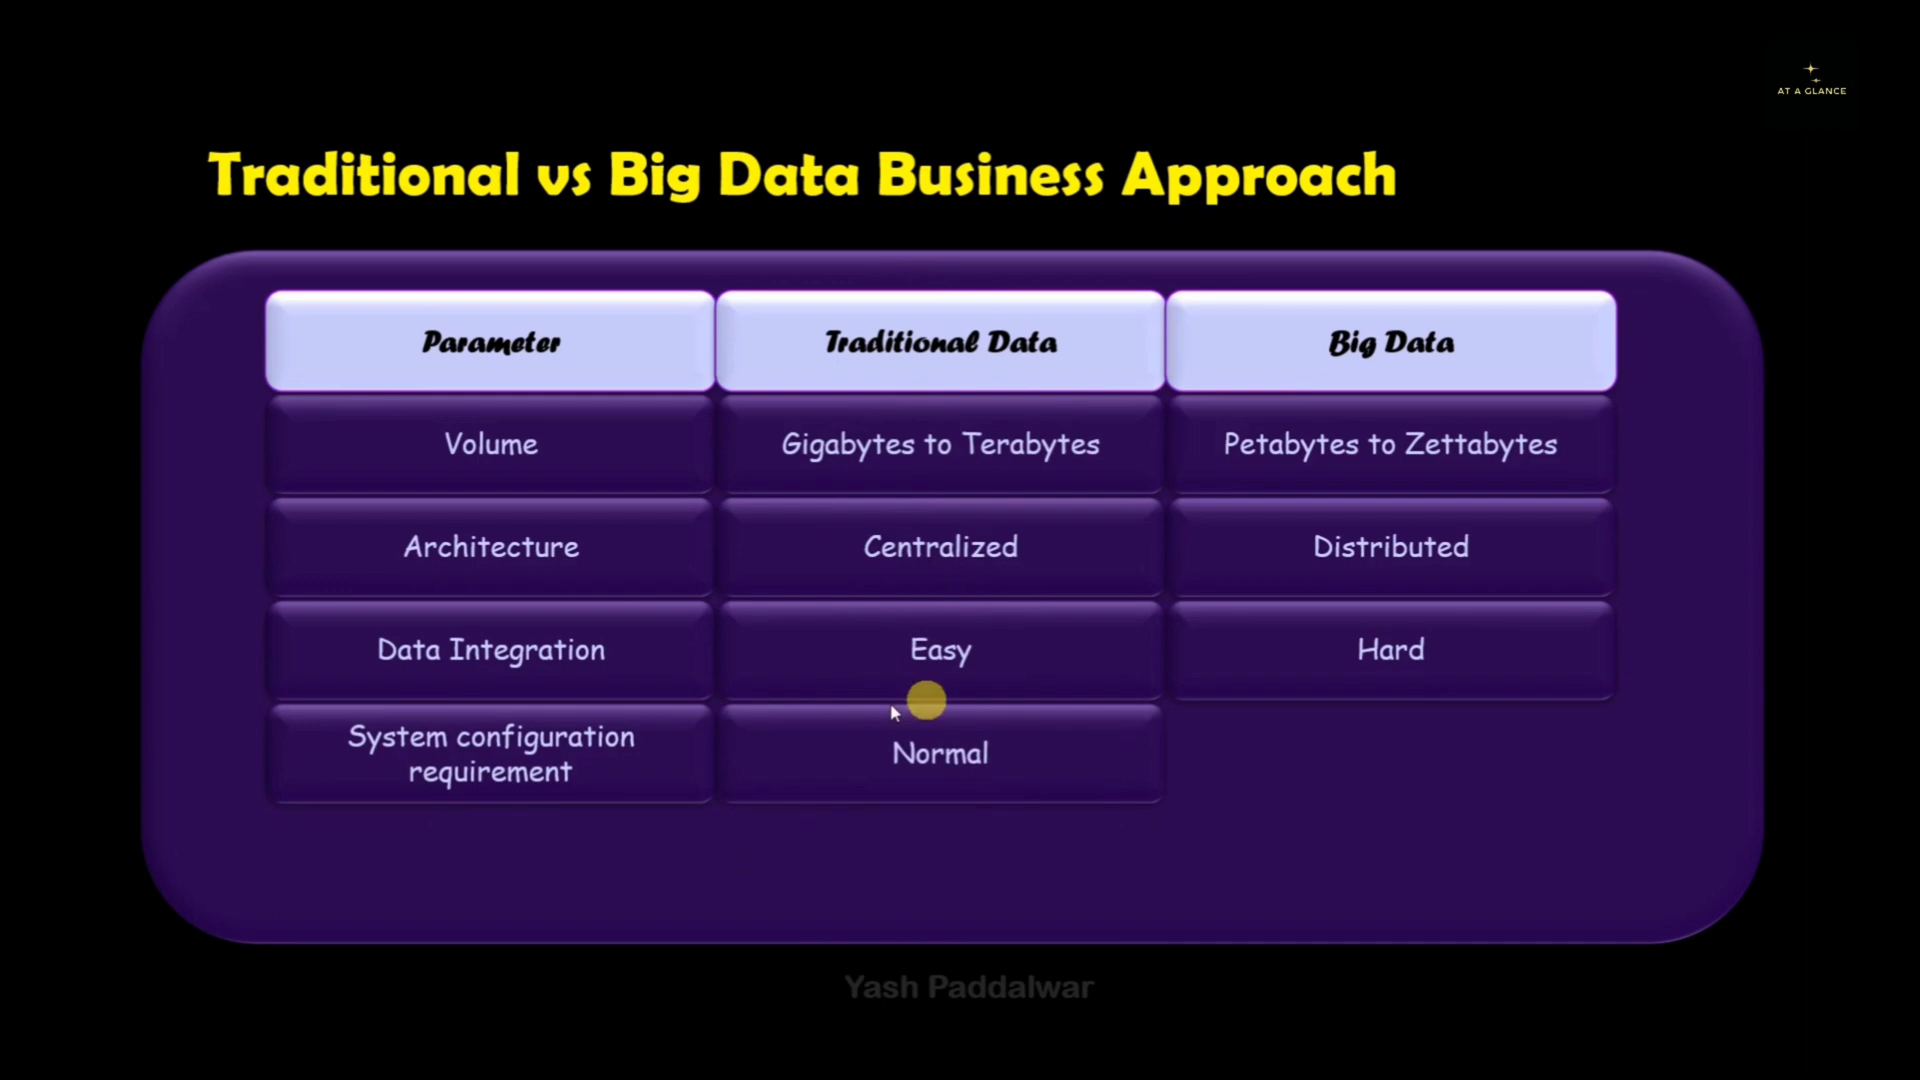 AT A GLANCE
Traditional vs Big Data Business Approach
Parameter
Traditional Data
Big Data
Volume
Gigabytes to Terabytes
Petabytes to Zettabytes
Architecture
Centralized
Distributed
Data Integration
Easy
Hard
System configuration
requirement
Normal
Yash Paddalwar